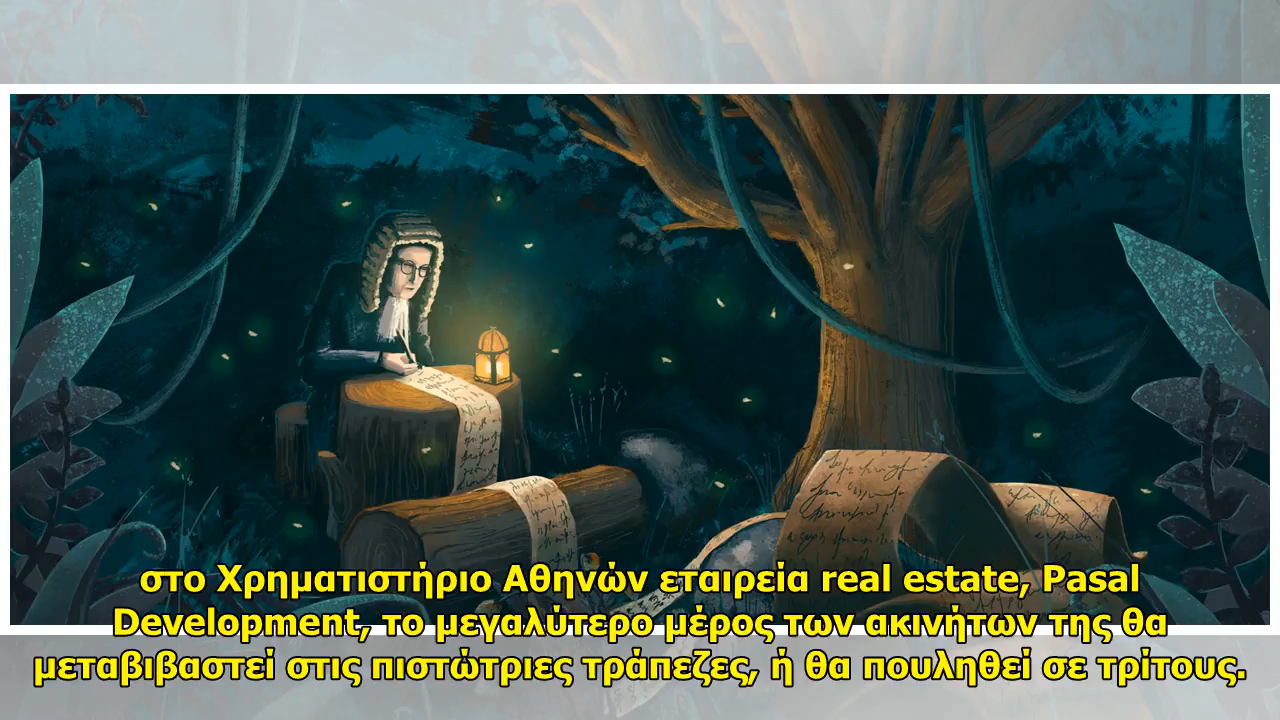 στο Χρηματιστήριο Αθηνών εταιρεία real estate, Pasal
Development, το μεγαλύτερο μέρος των ακινήτων της θα
μεταβιβαστεί στις πιστώτριες τράπεζες, ή θα πουληθεί σε τρίτους.